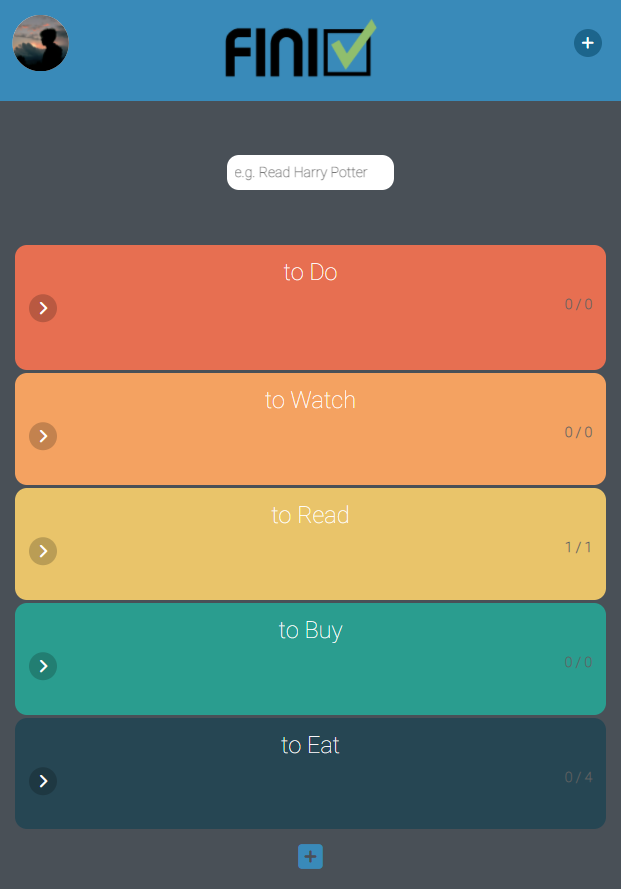 FINI
e.g. Read Harry Potter
to Do
0 / 0
to Watch
0 / 0
to Read
1 / 1
to Buy
0 / 0
to Eat
0 / 4